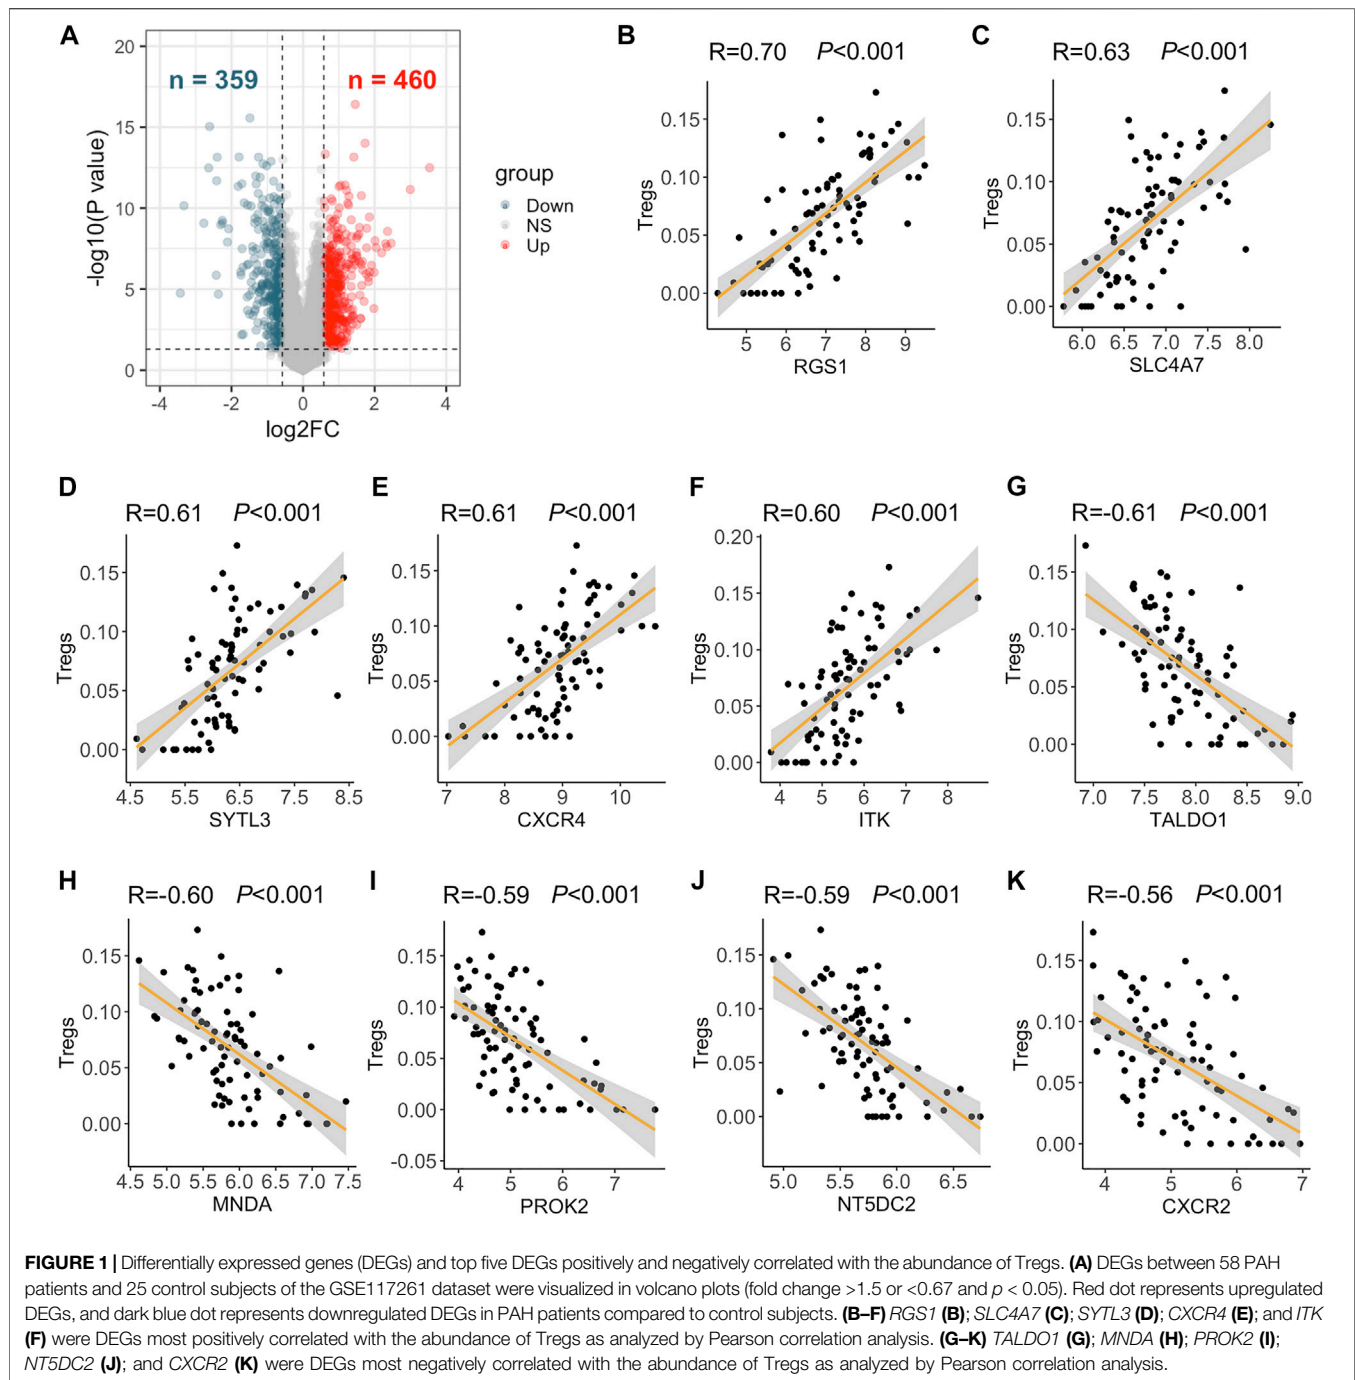 A
20
15
10
5
0
-log10(P value)
n = 359
n = 460
-4 -2 0 2 4
log2FC
group
Down
NS
Up
B
R=0.70 P<0.001
0.15
0.10
0.05
0.00
Tregs
5 6 7 8 9
RGS1
C
R=0.63 P<0.001
0.15
0.10
0.05
0.00
Tregs
6.0 6.5 7.0 7.5 8.0
SLC4A7
D
R=0.61 P<0.001
0.15
0.10
0.05
0.00
Tregs
4.5 5.5 6.5 7.5 8.5
SYTL3
E
R=0.61 P<0.001
0.15
0.10
0.05
0.00
Tregs
7 8 9 10
CXCR4
F
R=0.60 P<0.001
0.20
0.15
0.10
0.05
0.00
Tregs
4 5 6 7 8
ITK
G
R=-0.61 P<0.001
0.15
0.10
0.05
0.00
Tregs
7.0 7.5 8.0 8.5 9.0
TALDO1
H
R=-0.60 P<0.001
0.15
0.10
0.05
0.00
Tregs
4.5 5.0 5.5 6.0 6.5 7.0 7.5
MNDA
I
R=-0.59 P<0.001
0.15
0.10
0.05
0.00
-0.05
Tregs
4 5 6 7
PROK2
J
R=-0.59 P<0.001
0.15
0.10
0.05
0.00
Tregs
5.0 5.5 6.0 6.5
NT5DC2
K
R=-0.56 P<0.001
0.15
0.10
0.05
0.00
Tregs
4 5 6 7
CXCR2
FIGURE 1 | Differentially expressed genes (DEGs) and top five DEGs positively and negatively correlated with the abundance of Tregs. (A) DEGs between 58 PAH
patients and 25 control subjects of the GSE117261 dataset were visualized in volcano plots (fold change >1.5 or <0.67 and p < 0.05). Red dot represents upregulated
DEGs, and dark blue dot represents downregulated DEGs in PAH patients compared to control subjects. (B–F) RGS1 (B); SLC4A7 (C); SYTL3 (D); CXCR4 (E); and ITK
(F) were DEGs most positively correlated with the abundance of Tregs as analyzed by Pearson correlation analysis. (G–K) TALDO1 (G); MNDA (H); PROK2 (I);
NT5DC2 (J); and CXCR2 (K) were DEGs most negatively correlated with the abundance of Tregs as analyzed by Pearson correlation analysis.